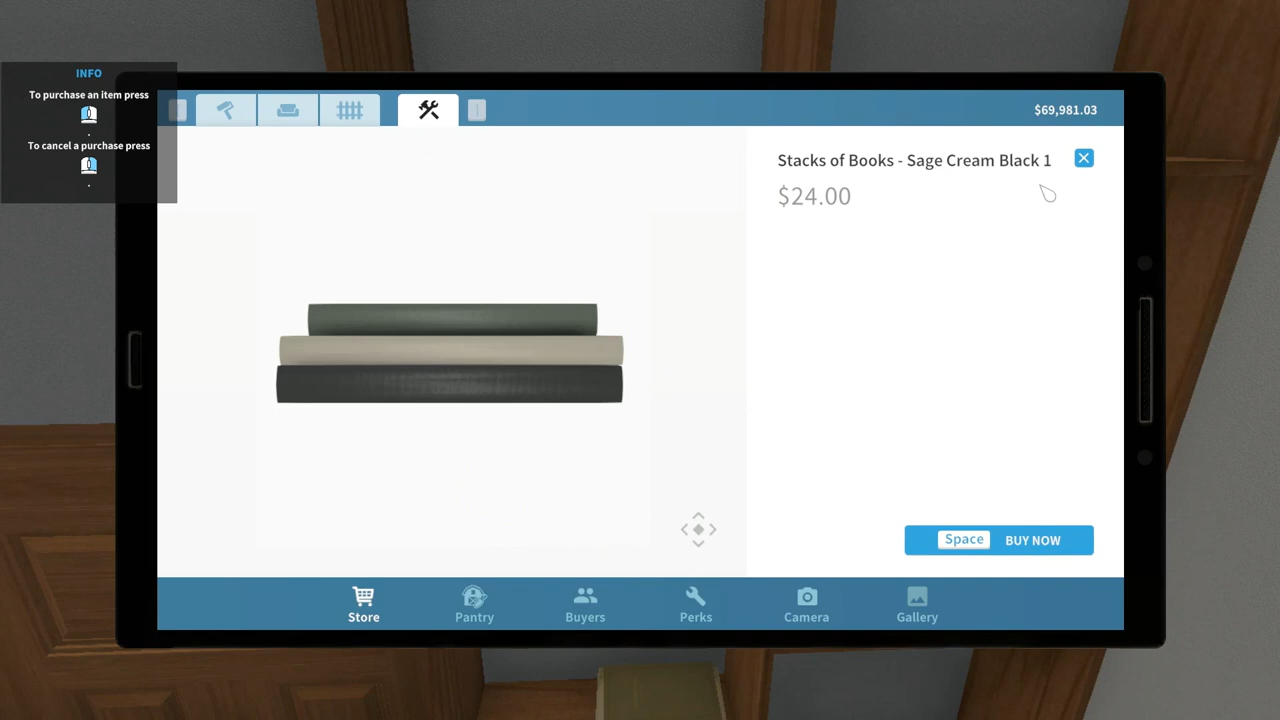 INFO
To purchase an item press
.
To cancel a purchase press
.
$69,981.03
Stacks of Books - Sage Cream Black 1
$24.00
Space BUY NOW
Store Pantry Buyers Perks Camera Gallery